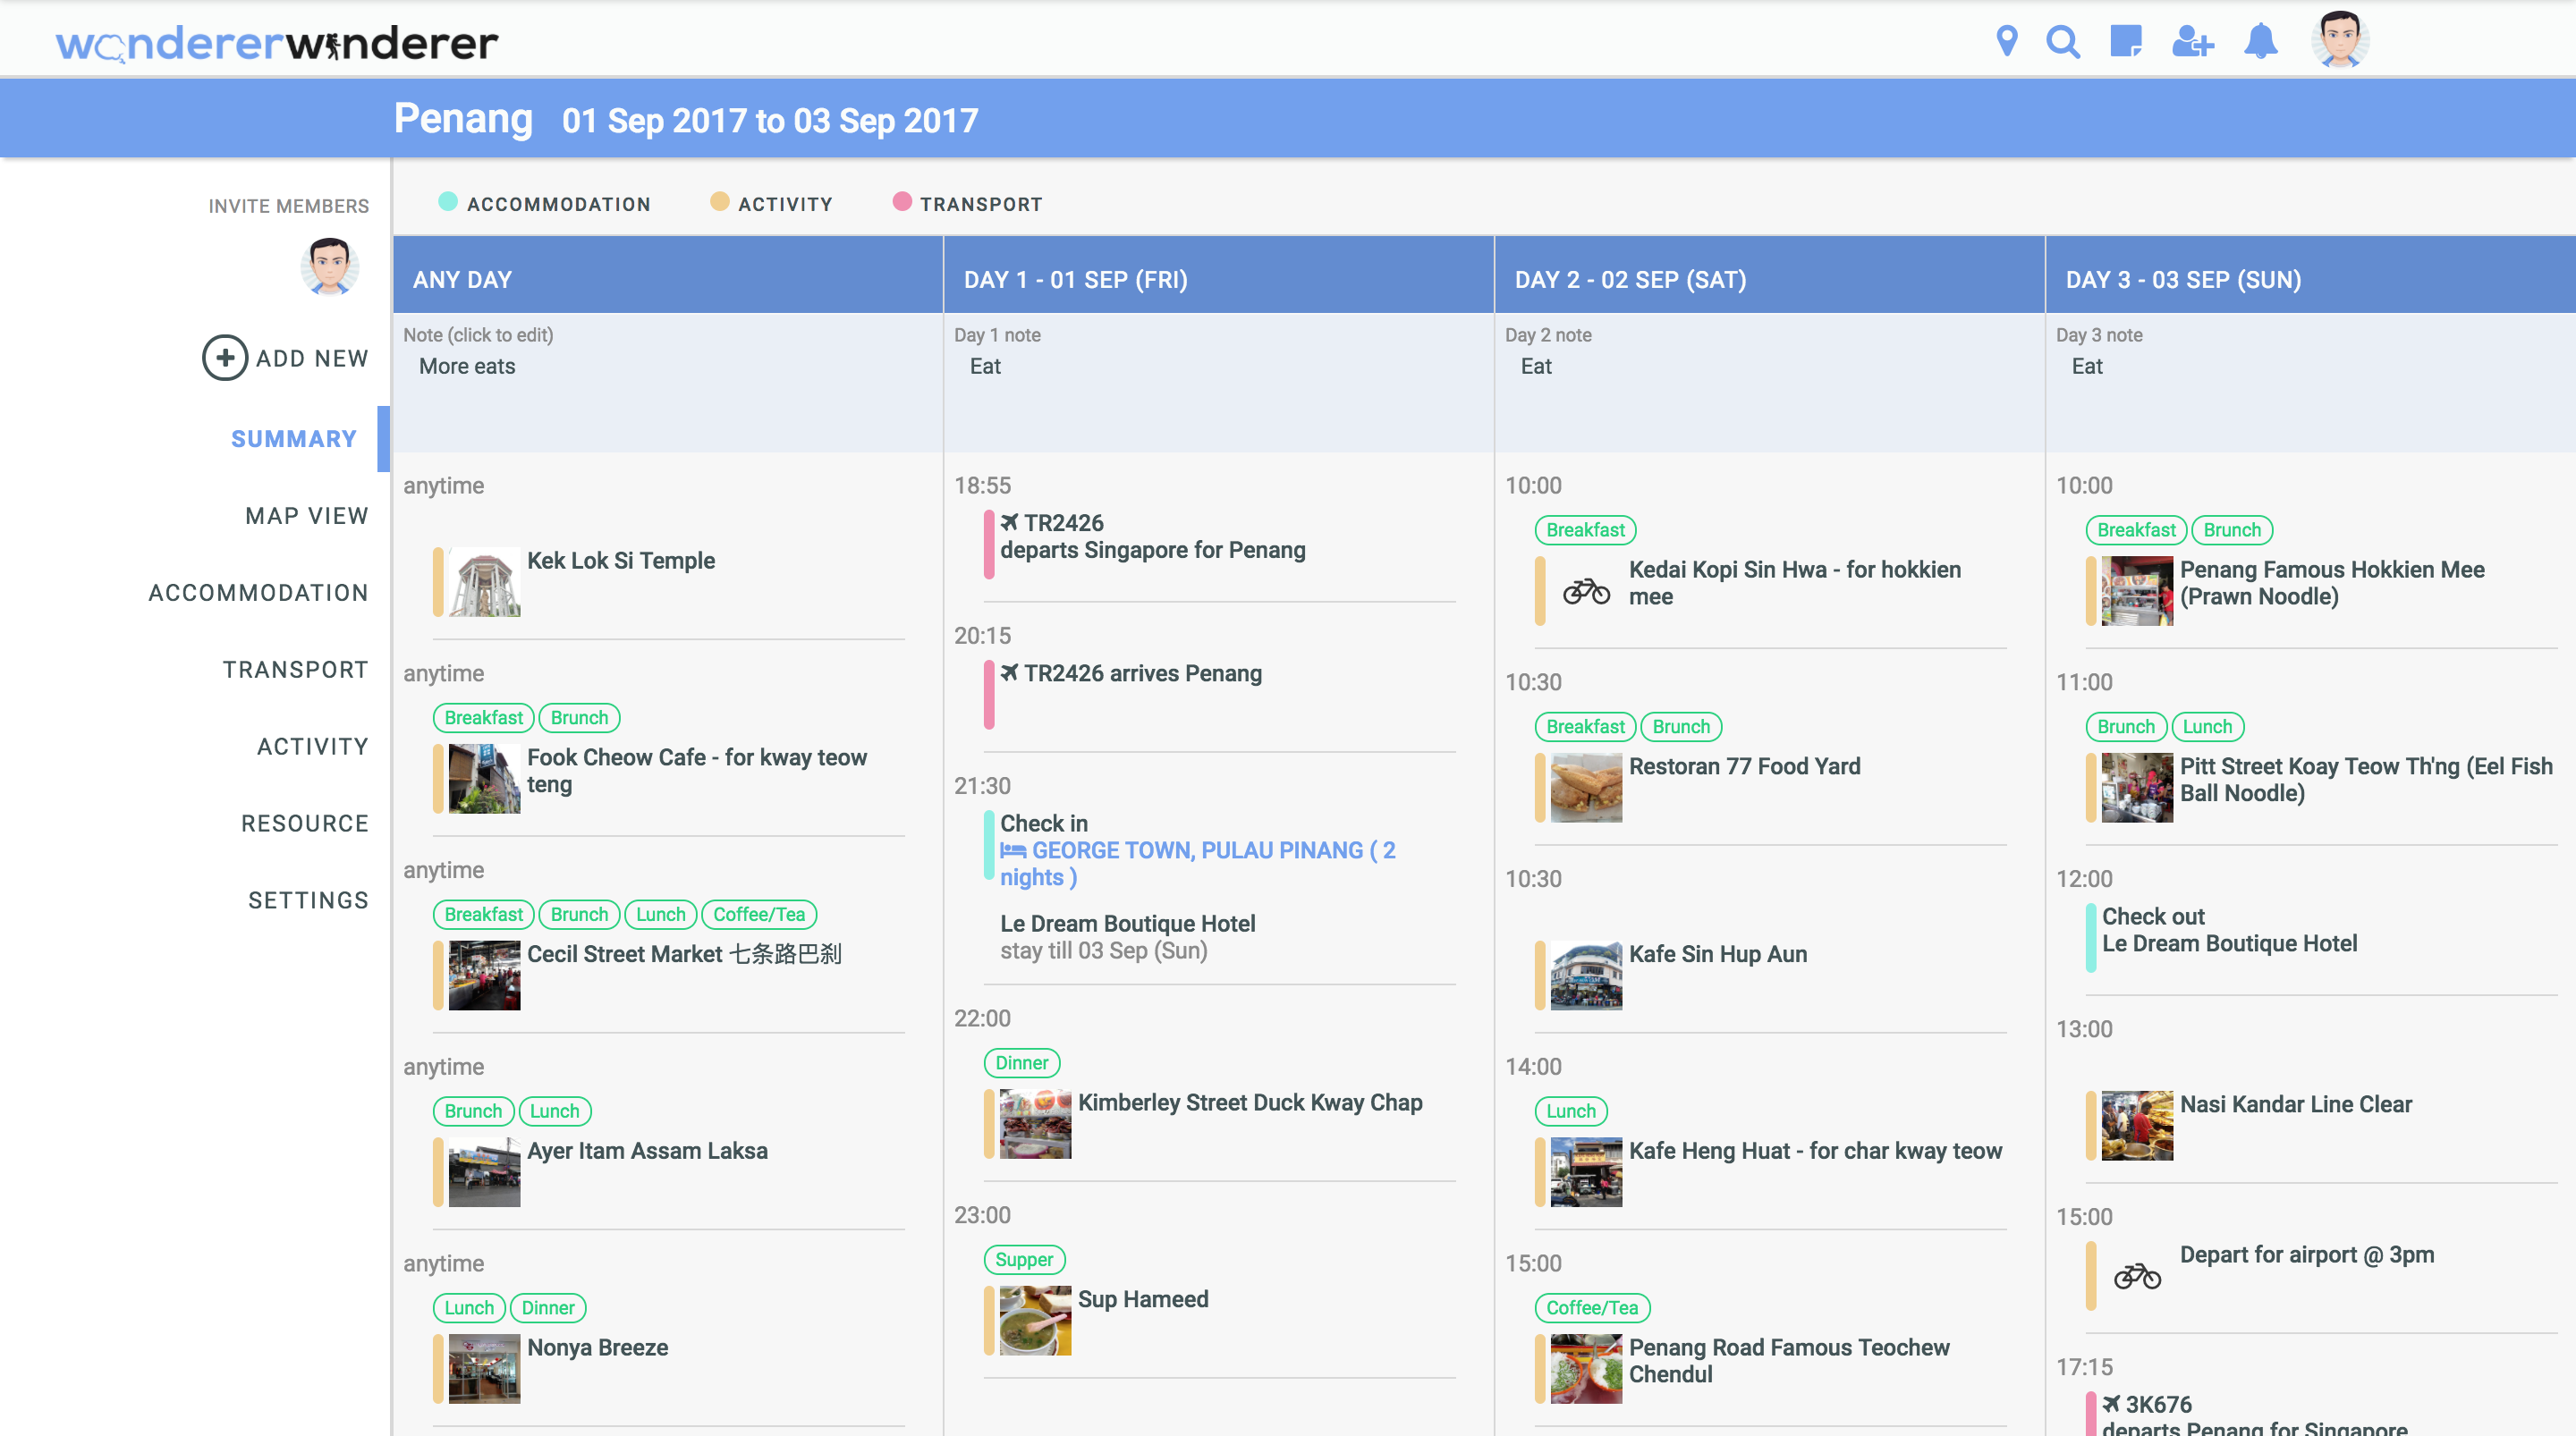 wondererwanderer
Penang 01 Sep 2017 to 03 Sep 2017
INVITE MEMBERS
ADD NEW
SUMMARY
MAP VIEW
ACCOMMODATION
TRANSPORT
ACTIVITY
RESOURCE
SETTINGS
ACCOMMODATION
ACTIVITY
TRANSPORT
ANY DAY
Note (click to edit)
More eats
anytime
Kek Lok Si Temple
anytime
Breakfast Brunch
Fook Cheow Cafe - for kway teow
teng
anytime
Breakfast Brunch Lunch Coffee/Tea
Cecil Street Market 七条路巴刹
anytime
Brunch Lunch
Ayer Itam Assam Laksa
anytime
Lunch Dinner
Nonya Breeze
DAY 1 - 01 SEP (FRI)
Day 1 note
Eat
18:55
TR2426
departs Singapore for Penang
20:15
TR2426 arrives Penang
21:30
Check in
GEORGE TOWN, PULAU PINANG ( 2
nights )
Le Dream Boutique Hotel
stay till 03 Sep (Sun)
22:00
Dinner
Kimberley Street Duck Kway Chap
23:00
Supper
Sup Hameed
DAY 2 - 02 SEP (SAT)
Day 2 note
Eat
10:00
Breakfast
Kedai Kopi Sin Hwa - for hokkien
mee
10:30
Breakfast Brunch
Restoran 77 Food Yard
10:30
Kafe Sin Hup Aun
14:00
Lunch
Kafe Heng Huat - for char kway teow
15:00
Coffee/Tea
Penang Road Famous Teochew
Chendul
DAY 3 - 03 SEP (SUN)
Day 3 note
Eat
10:00
Breakfast Brunch
Penang Famous Hokkien Mee
(Prawn Noodle)
11:00
Brunch Lunch
Pitt Street Koay Teow Th'ng (Eel Fish
Ball Noodle)
12:00
Check out
Le Dream Boutique Hotel
13:00
Nasi Kandar Line Clear
15:00
Depart for airport @ 3pm
17:15
3K676
departs Penang for Singapore